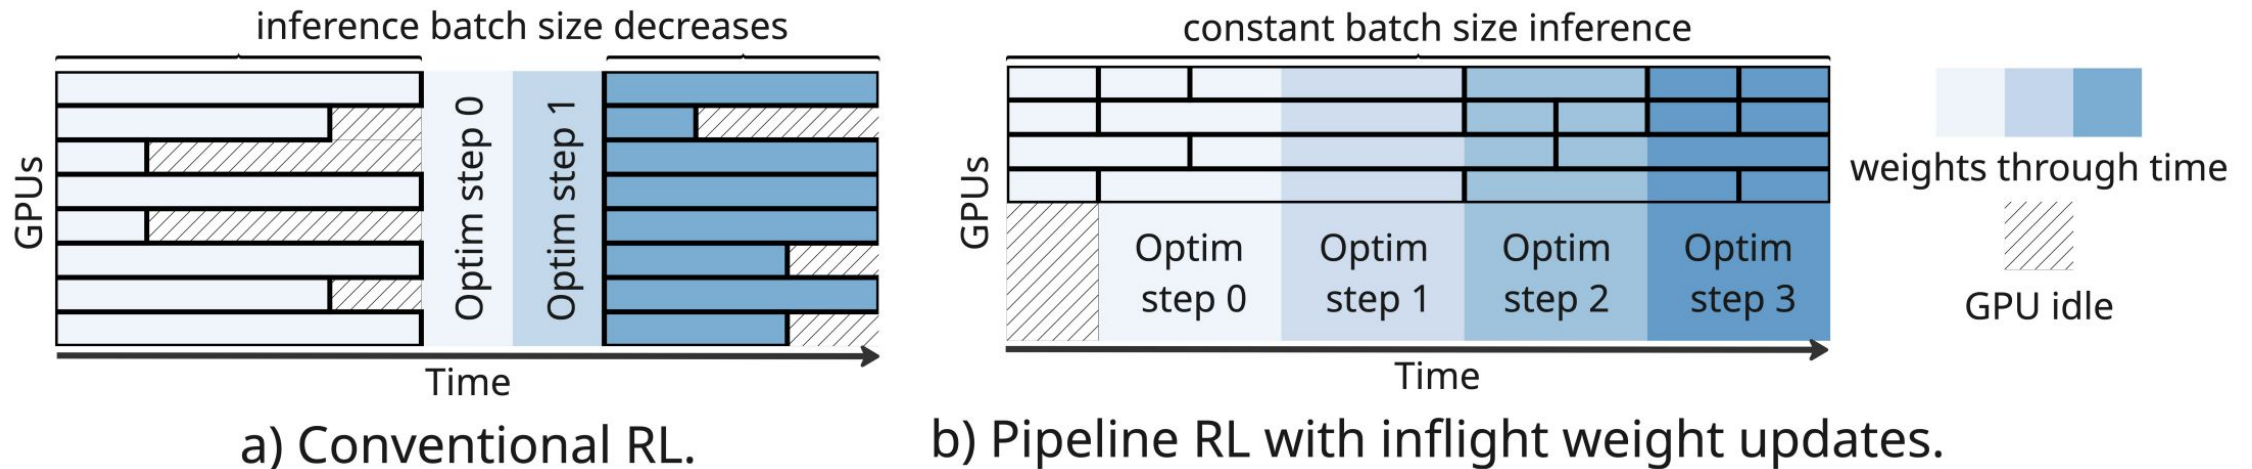 inference batch size decreases
GPUs
Optim step 0
Optim step 1
Time
a) Conventional RL.
constant batch size inference
GPUs
Optim
step 0
Optim
step 1
Optim
step 2
Optim
step 3
Time
b) Pipeline RL with inflight weight updates.
weights through time
GPU idle